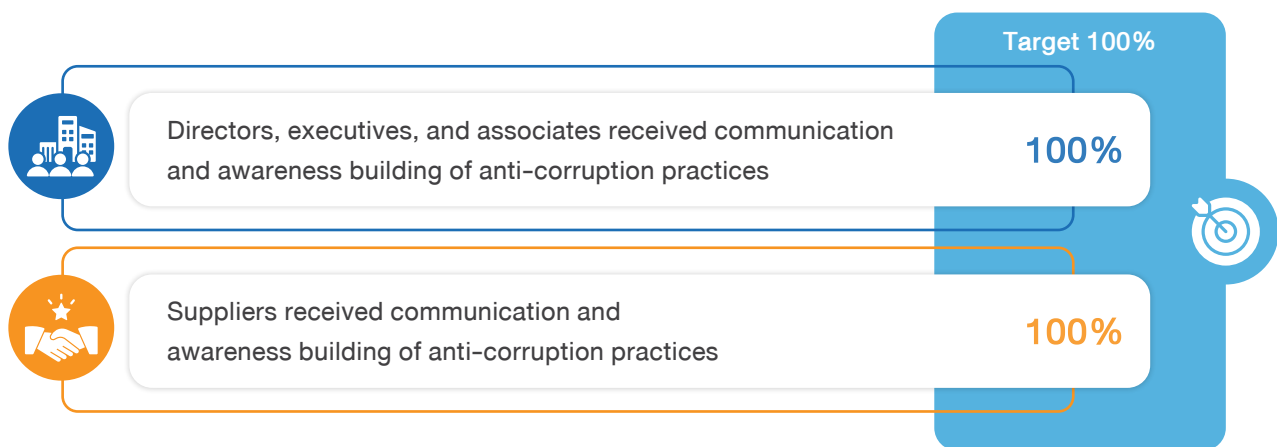 Target 100%
Directors, executives, and associates received communication
and awareness building of anti-corruption practices
100%
Suppliers received communication and
awareness building of anti-corruption practices
100%